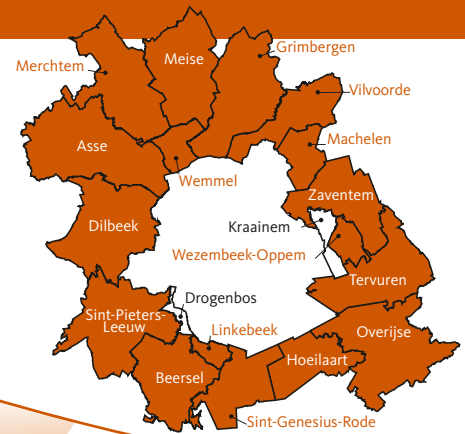 Grimbergen
Meise
Merchtem
Vilvoorde
Machelen
Asse
Wemmel
Zaventem
Dilbeek
Kraainem
Wezembeek-Oppem
Tervuren
Drogenbos
Sint-Pieters-
Leeuw
Linkebeek
Overijse
Hoeilaart
Beersel
Sint-Genesius-Rode